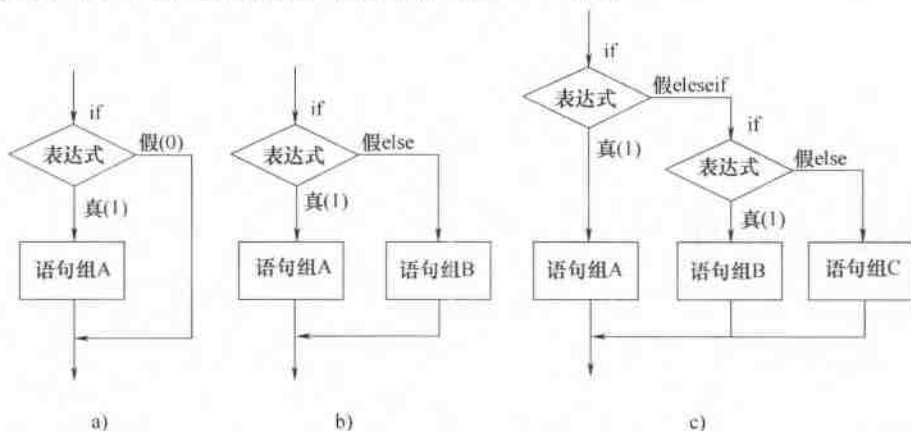 if
表达式
假(0)
真(1)
语句组A
a)
if
表达式
假else
真(1)
语句组A
语句组B
b)
if
表达式
假elcseif
真(1)
if
表达式
假else
真(1)
语句组A
语句组B
语句组C
c)